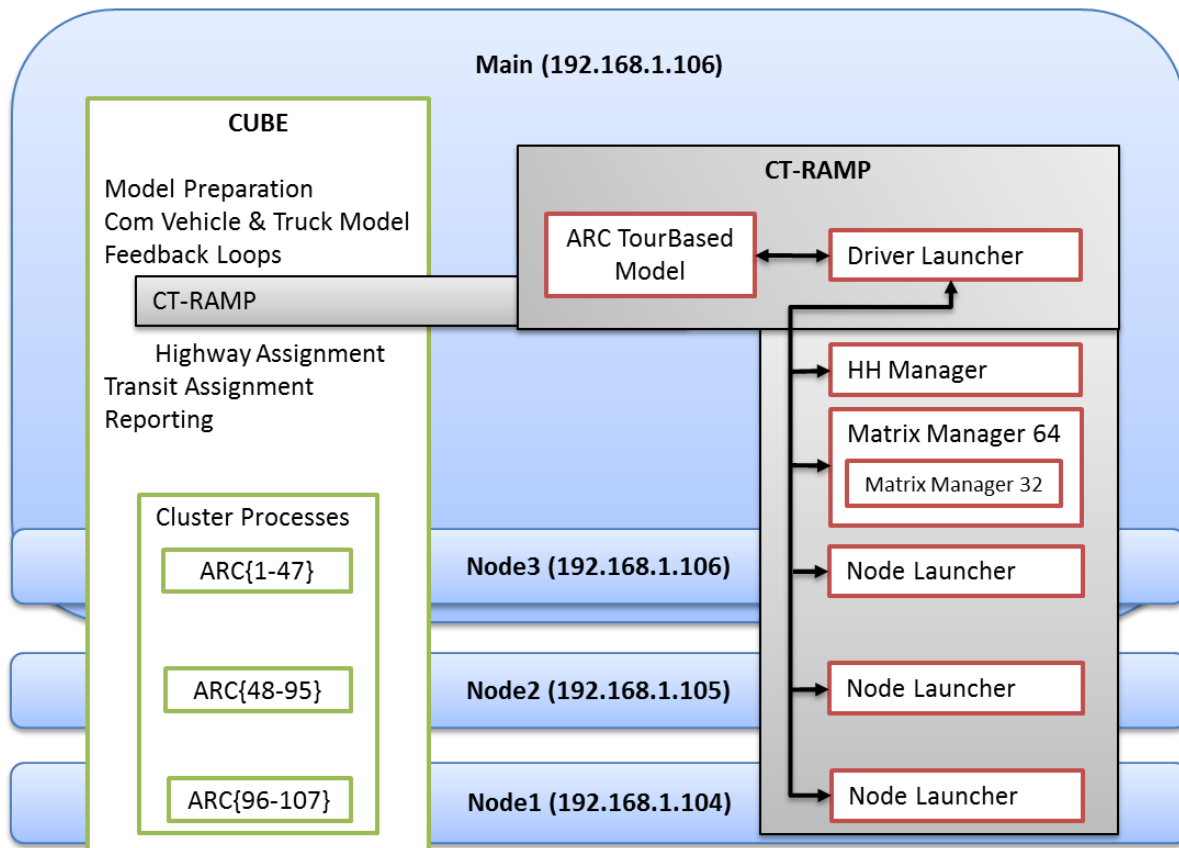 Main (192.168.1.106)
CUBE
Model Preparation
Com Vehicle & Truck Model
Feedback Loops
CT-RAMP
Highway Assignment
Transit Assignment
Reporting
CT-RAMP
ARC TourBased
Model
Driver Launcher
HH Manager
Matrix Manager 64
Matrix Manager 32
Cluster Processes
ARC{1-47}
Node3 (192.168.1.106)
Node Launcher
ARC{48-95}
Node2 (192.168.1.105)
Node Launcher
ARC{96-107}
Node1 (192.168.1.104)
Node Launcher